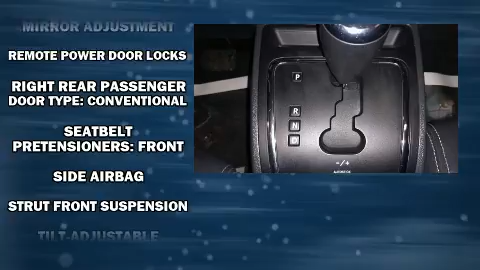 MIRROR ADJUSTMENT
REMOTE POWER DOOR LOCKS
RIGHT REAR PASSENGER
DOOR TYPE: CONVENTIONAL
SEATBELT
PRETENSIONERS: FRONT
SIDE AIRBAG
STRUT FRONT SUSPENSION
TILT-ADJUSTABLE
P
R
N
D
-/+
AUTOSTICK